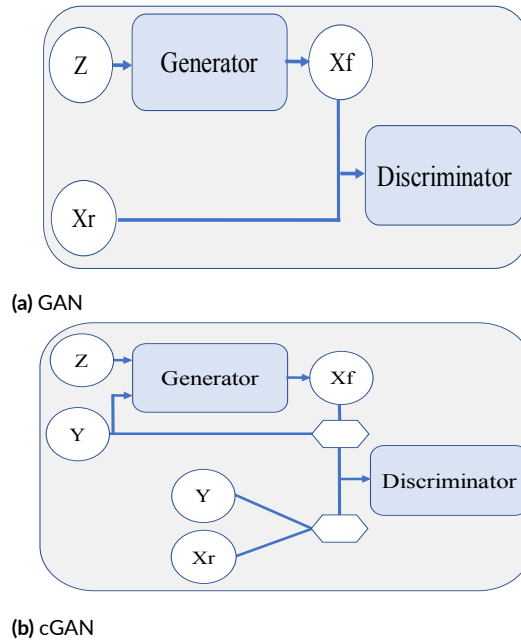 Z
Generator
Xf
Discriminator
Xr
(a) GAN
Z
Generator
Xf
Y
Y
Discriminator
Xr
(b) cGAN